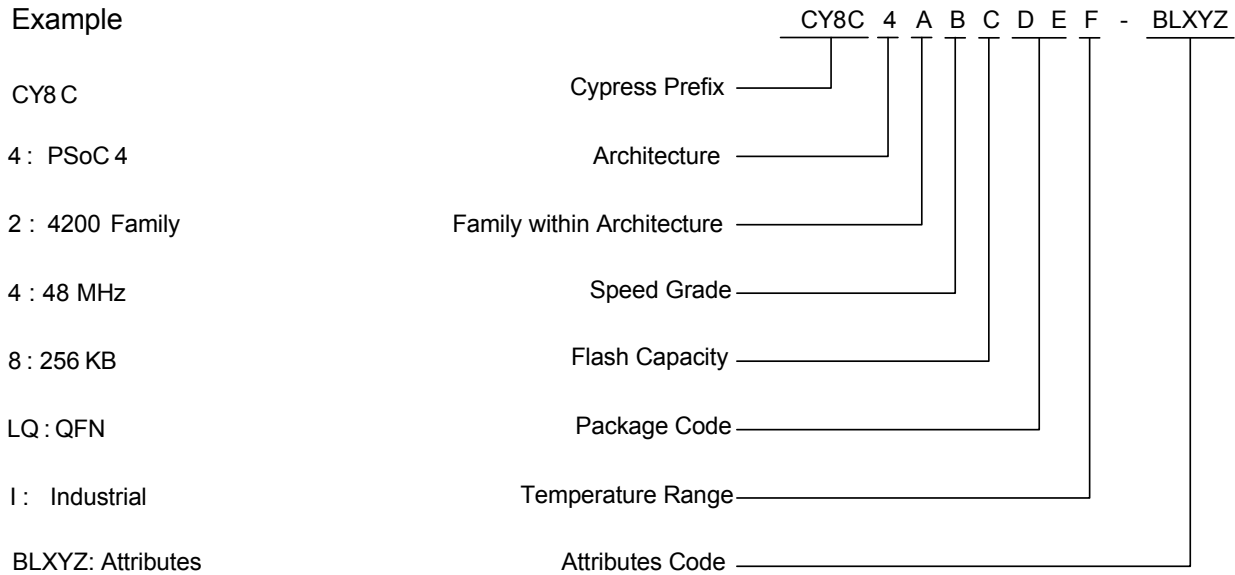 Example
CY8C 4 A B C D E F - BLXYZ
CY8 C
Cypress Prefix
4 : PSoC 4
Architecture
2 : 4200 Family
Family within Architecture
4 : 48 MHz
Speed Grade
8 : 256 KB
Flash Capacity
LQ : QFN
Package Code
I : Industrial
Temperature Range
BLXYZ: Attributes
Attributes Code